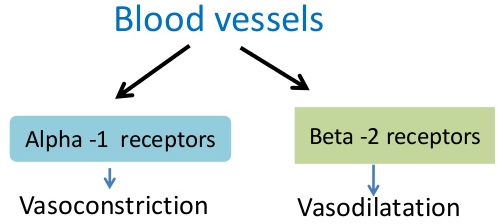 Blood vessels
Alpha -1 receptors
Beta -2 receptors
Vasoconstriction
Vasodilatation